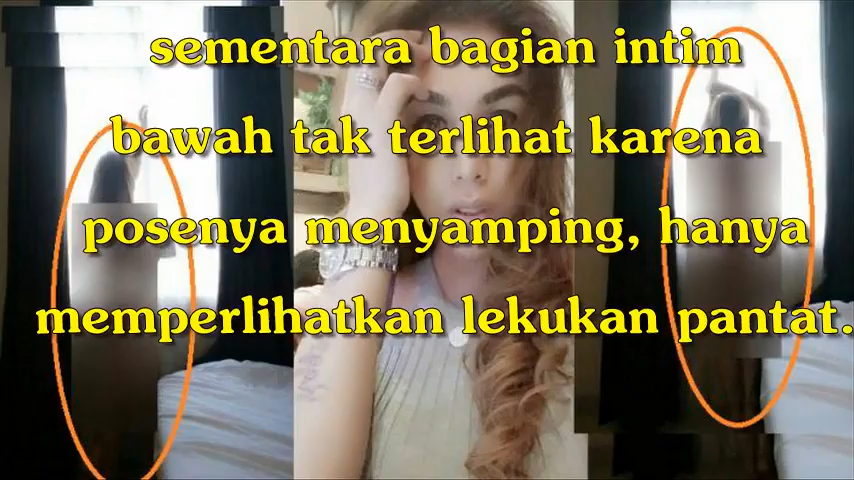 sementara bagian intim
bawah tak terlihat karena
posenya menyamping, hanya
memperlihatkan lekukan pantat.